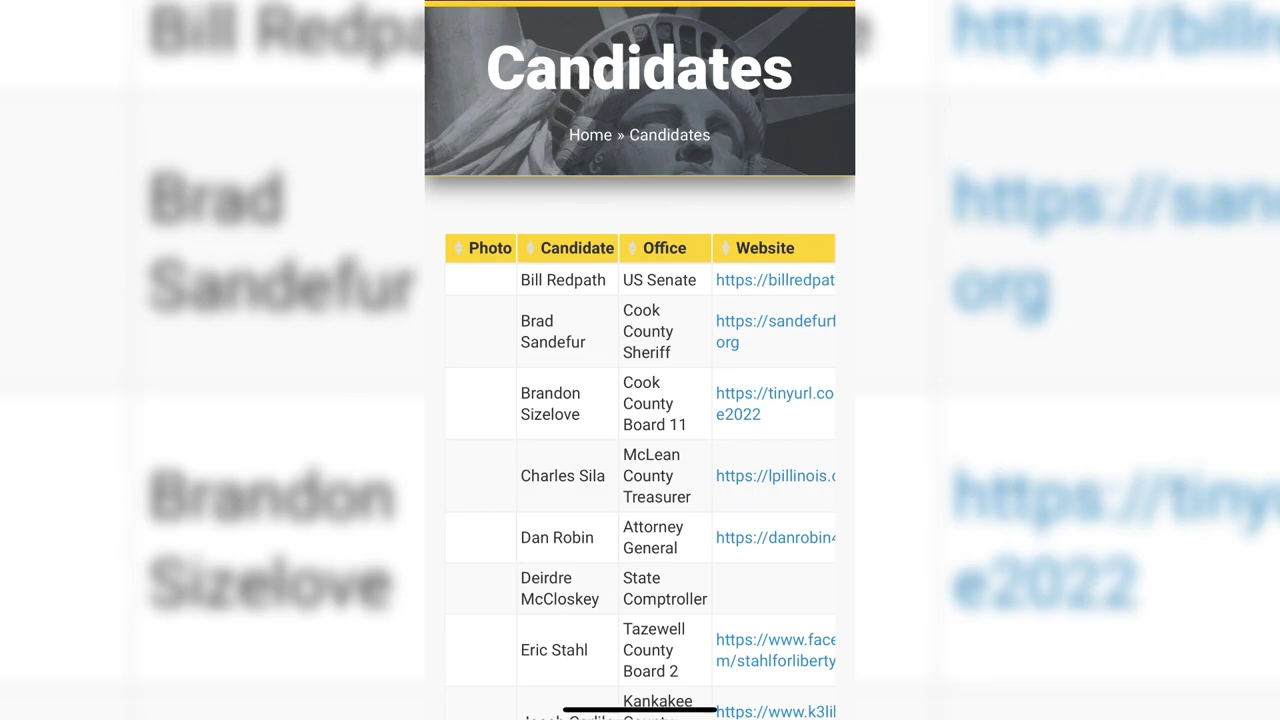 Candidates
Home » Candidates
Photo Candidate Office Website
Bill Redpath US Senate https://billredpat
Brad Sandefur Cook County Sheriff https://sandefurf org
Brandon Sizelove Cook County Board 11 https://tinyurl.co e2022
Charles Sila McLean County Treasurer https://lpillinois.c
Dan Robin Attorney General https://danrobin4
Deirdre McCloskey State Comptroller
Eric Stahl Tazewell County Board 2 https://www.face m/stahlforliberty
Kankakee https://www.k3lil